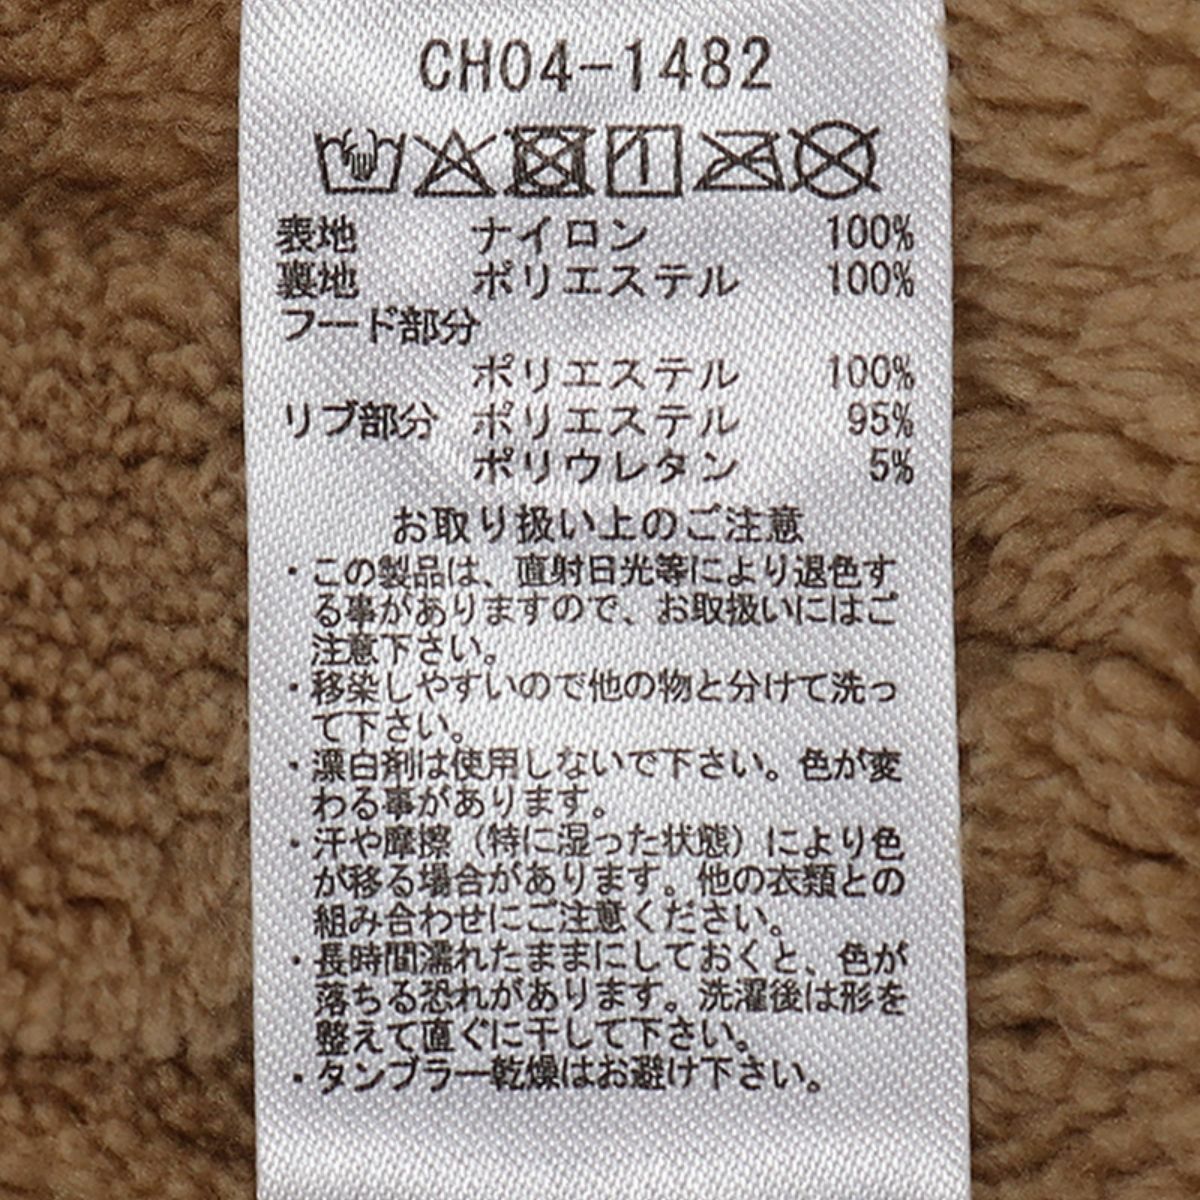 CH04-1482
表地 ナイロン 100%
裏地 ポリエステル 100%
フード部分
ポリエステル 100%
リブ部分 ポリエステル 95%
ポリウレタン 5%
お取り扱い上のご注意
・この製品は、直射日光等により退色す
る事がありますので、お取扱いにはご
注意下さい。
・移染しやすいので他の物と分けて洗っ
て下さい。
・漂白剤は使用しないで下さい。色が変
わる事があります。
・汗や摩擦（特に湿った状態）により色
が移る場合があります。他の衣類との
組み合わせにご注意ください。
・長時間濡れたままにしておくと、色が
落ちる恐れがあります。洗濯後は形を
整えて直ぐに干して下さい。
・タンブラー乾燥はお避け下さい。